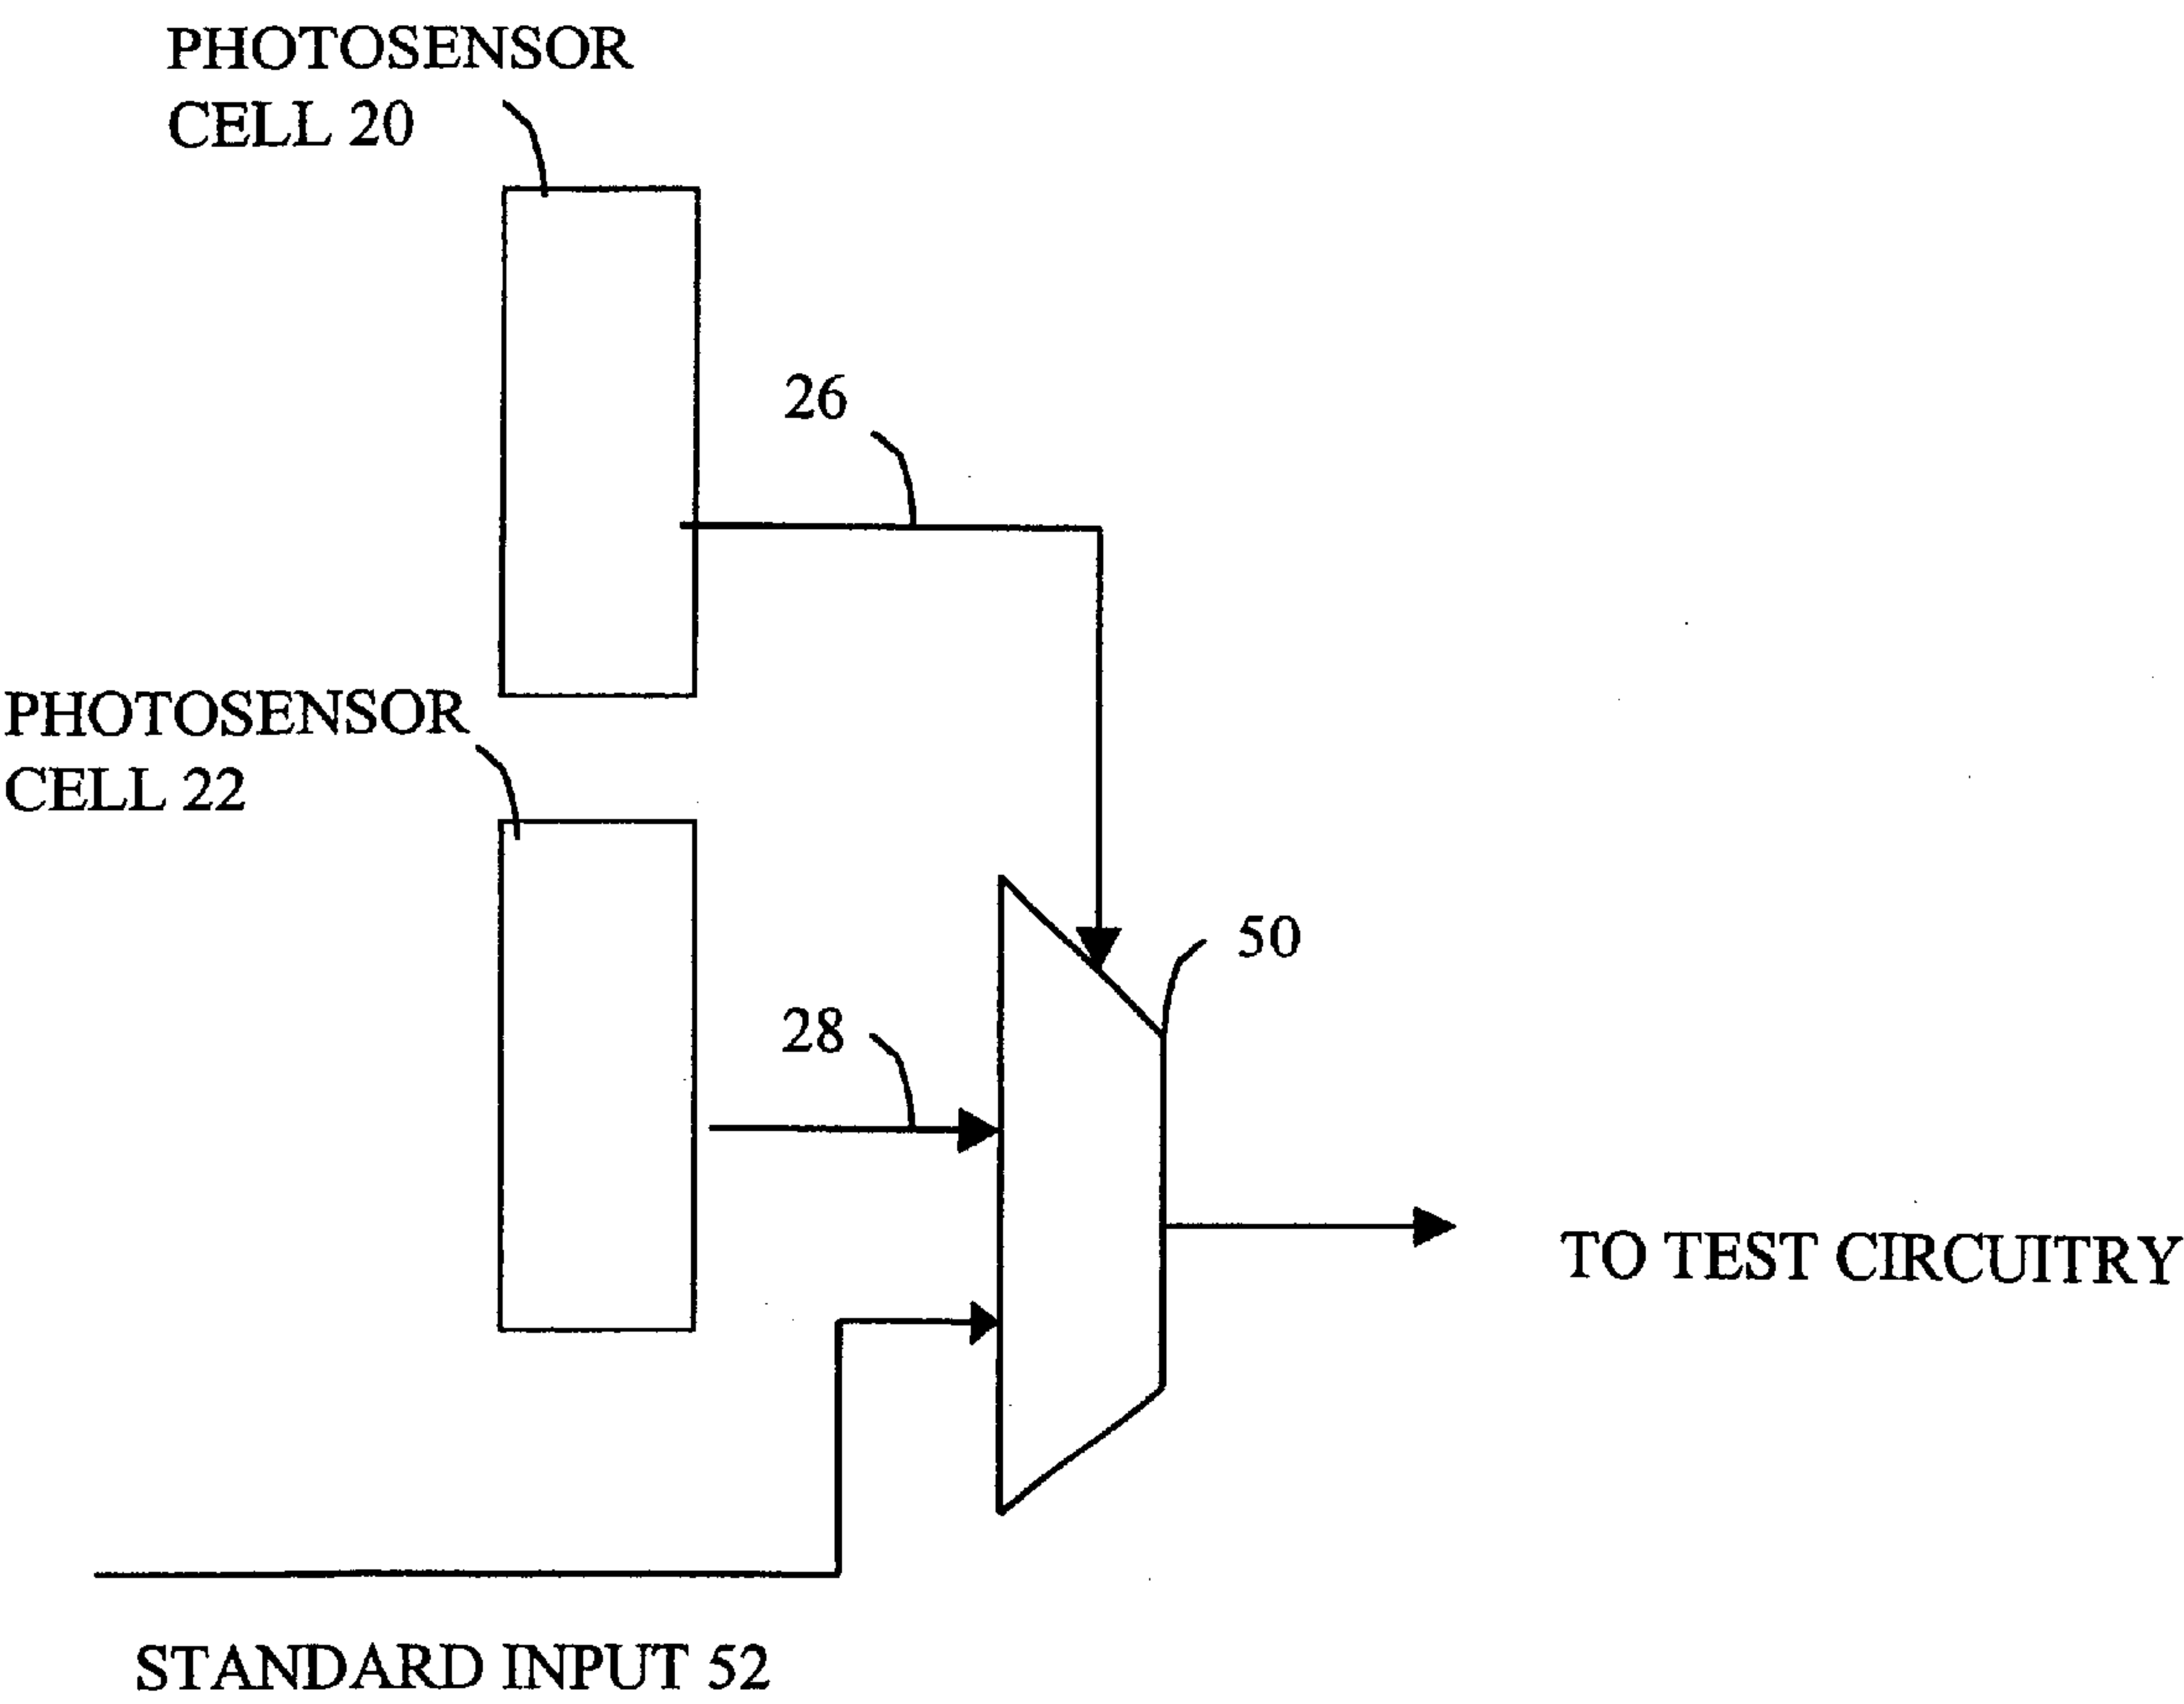 PHOTOSENSOR
CELL 20
26
PHOTOSENSOR
CELL 22
50
28
TO TEST CIRCUITRY
STANDARD INPUT 52